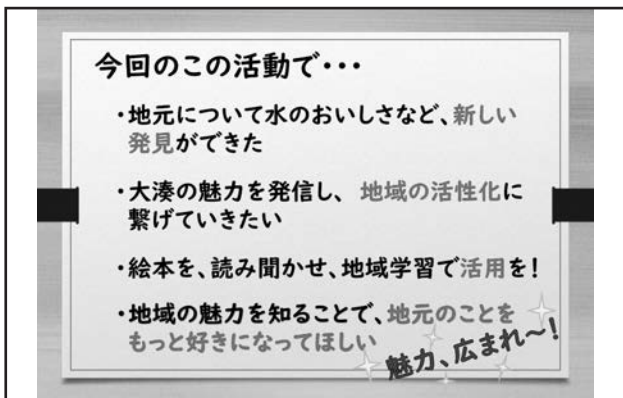 今回のこの活動で・・・
・地元について水のおいしさなど、新しい
発見ができた
・大湊の魅力を発信し、 地域の活性化に
繋げていきたい
・絵本を、読み聞かせ、地域学習で活用を!
・地域の魅力を知ることで、地元のことを
もっと好きになってほしい
魅力、広まれ〜!